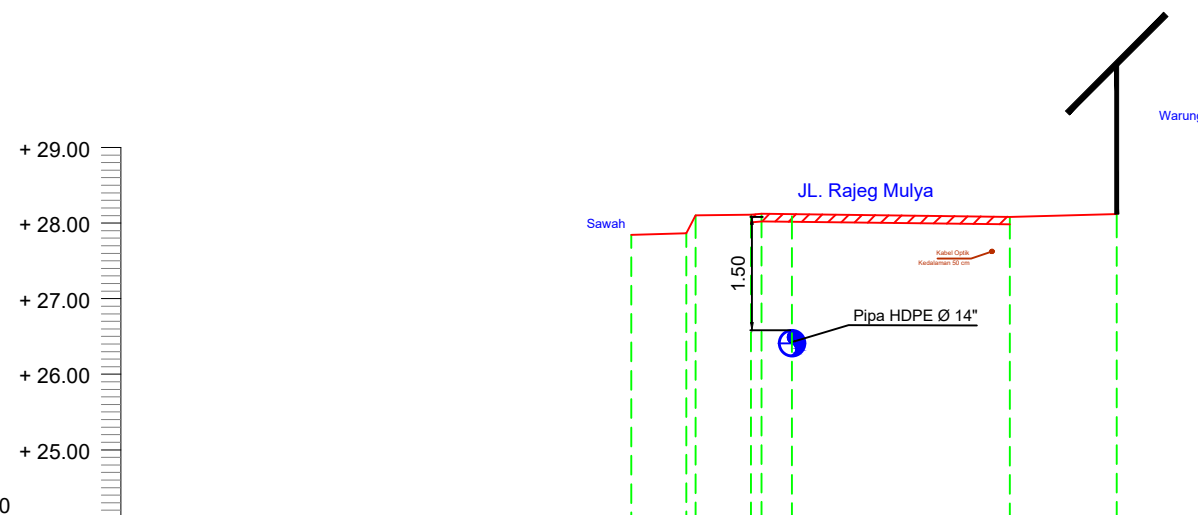 Warung
+ 29.00
JL. Rajeg Mulya
+ 28.00
Sawah
Kabel Optik
Kedalaman 50 cm
1.50
+ 27.00
Pipa HDPE Ø 14"
+ 26.00
+ 25.00
0